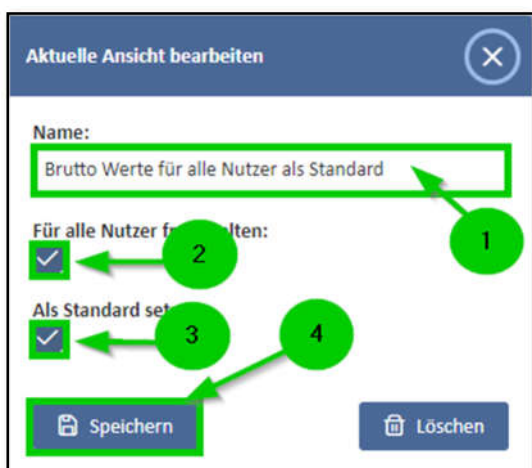 Aktuelle Ansicht bearbeiten
Name:
Brutto Werte für alle Nutzer als Standard
1
Für alle Nutzer
2
Als Standard
3
4
Speichern
Löschen